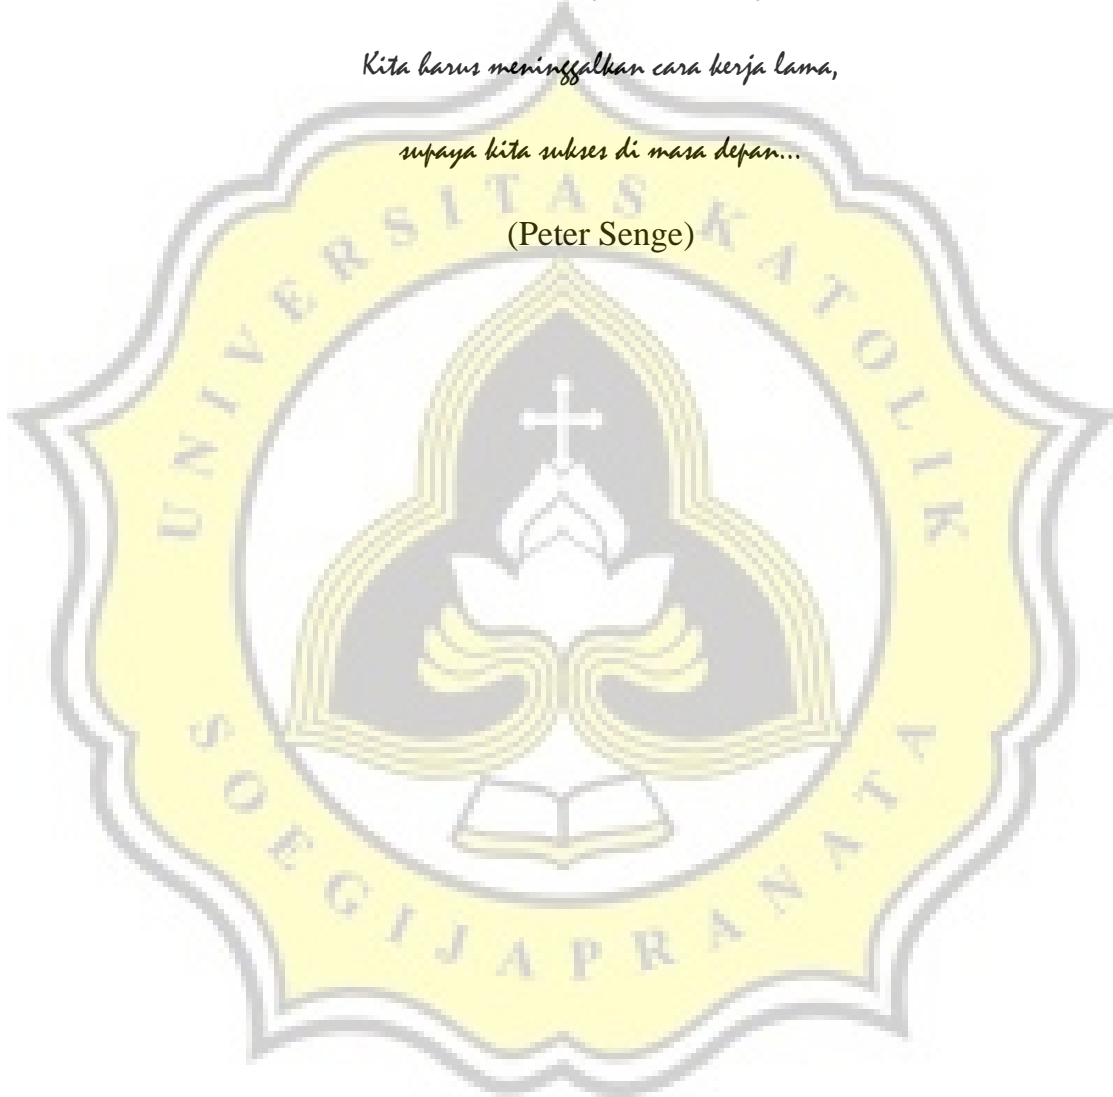 Kita harus meninggalkan cara kerja lama,
supaya kita sukses di masa depan...
(Peter Senge)
UNIVERSITAS KATOLIK
SOEGIJAPRANATA